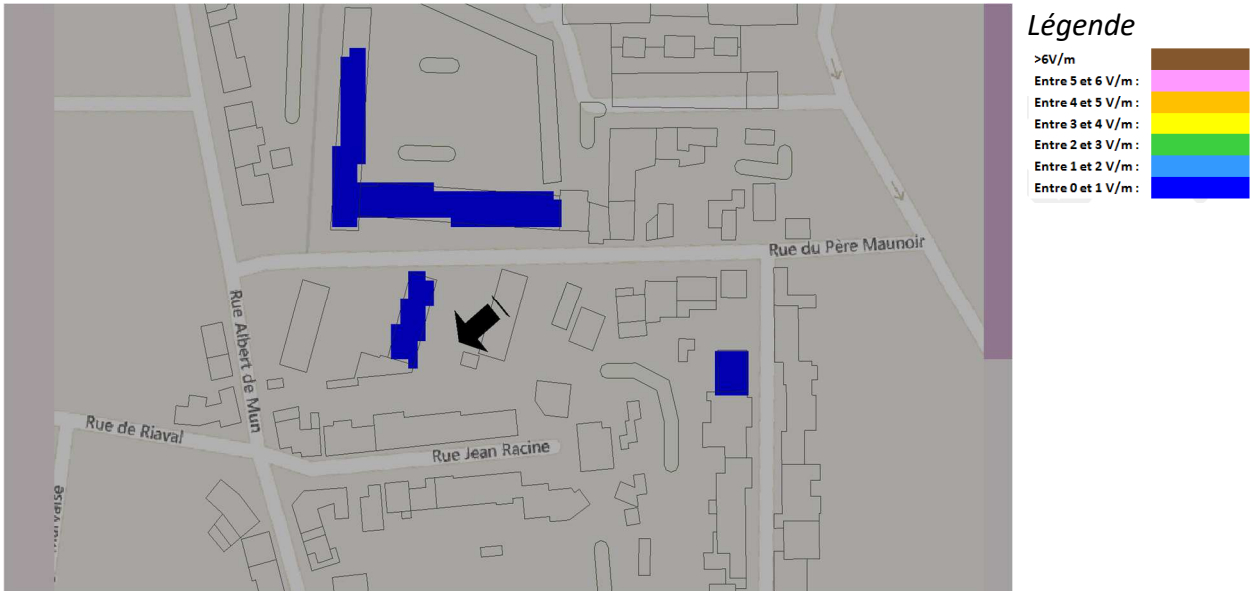 Légende
>6V/m
Entre 5 et 6 V/m :
Entre 4 et 5 V/m :
Entre 3 et 4 V/m :
Entre 2 et 3 V/m :
Entre 1 et 2 V/m :
Entre 0 et 1 V/m :
Rue du Père Maunoir
Rue Albert de Mun
Rue de Riaval
Rue Jean Racine